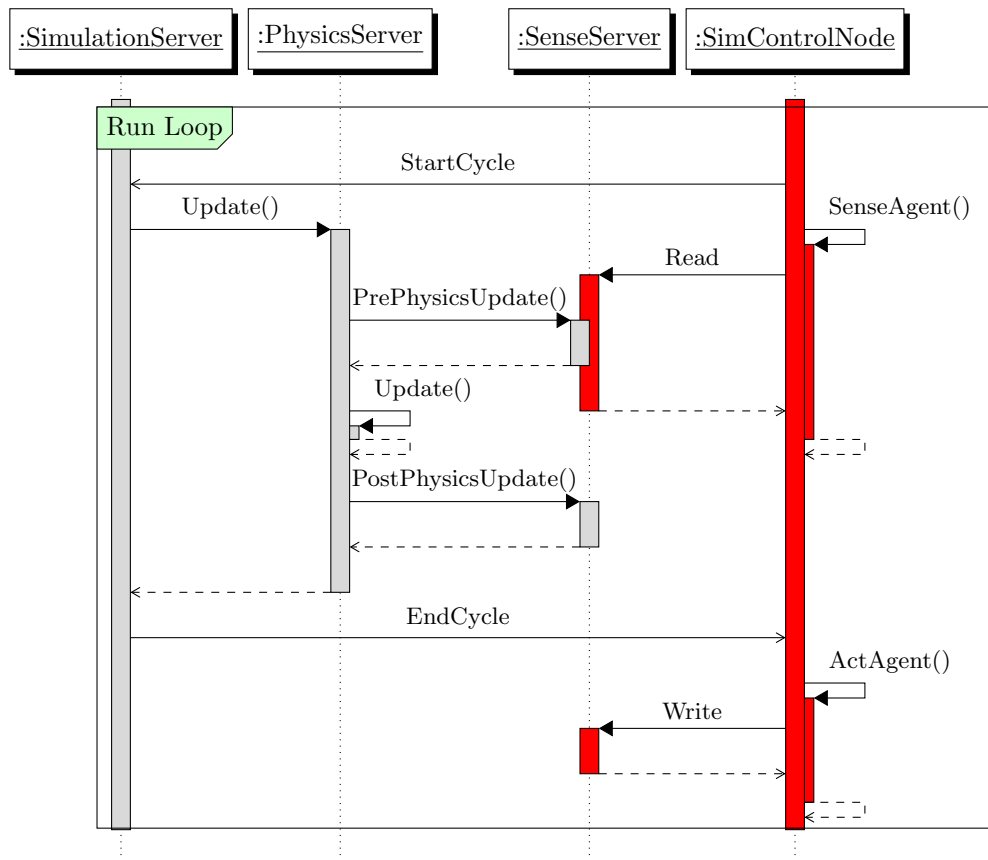 :SimulationServer
:PhysicsServer
:SenseServer
:SimControlNode
Run Loop
StartCycle
Update()
SenseAgent()
Read
PrePhysicsUpdate()
Update()
PostPhysicsUpdate()
EndCycle
ActAgent()
Write